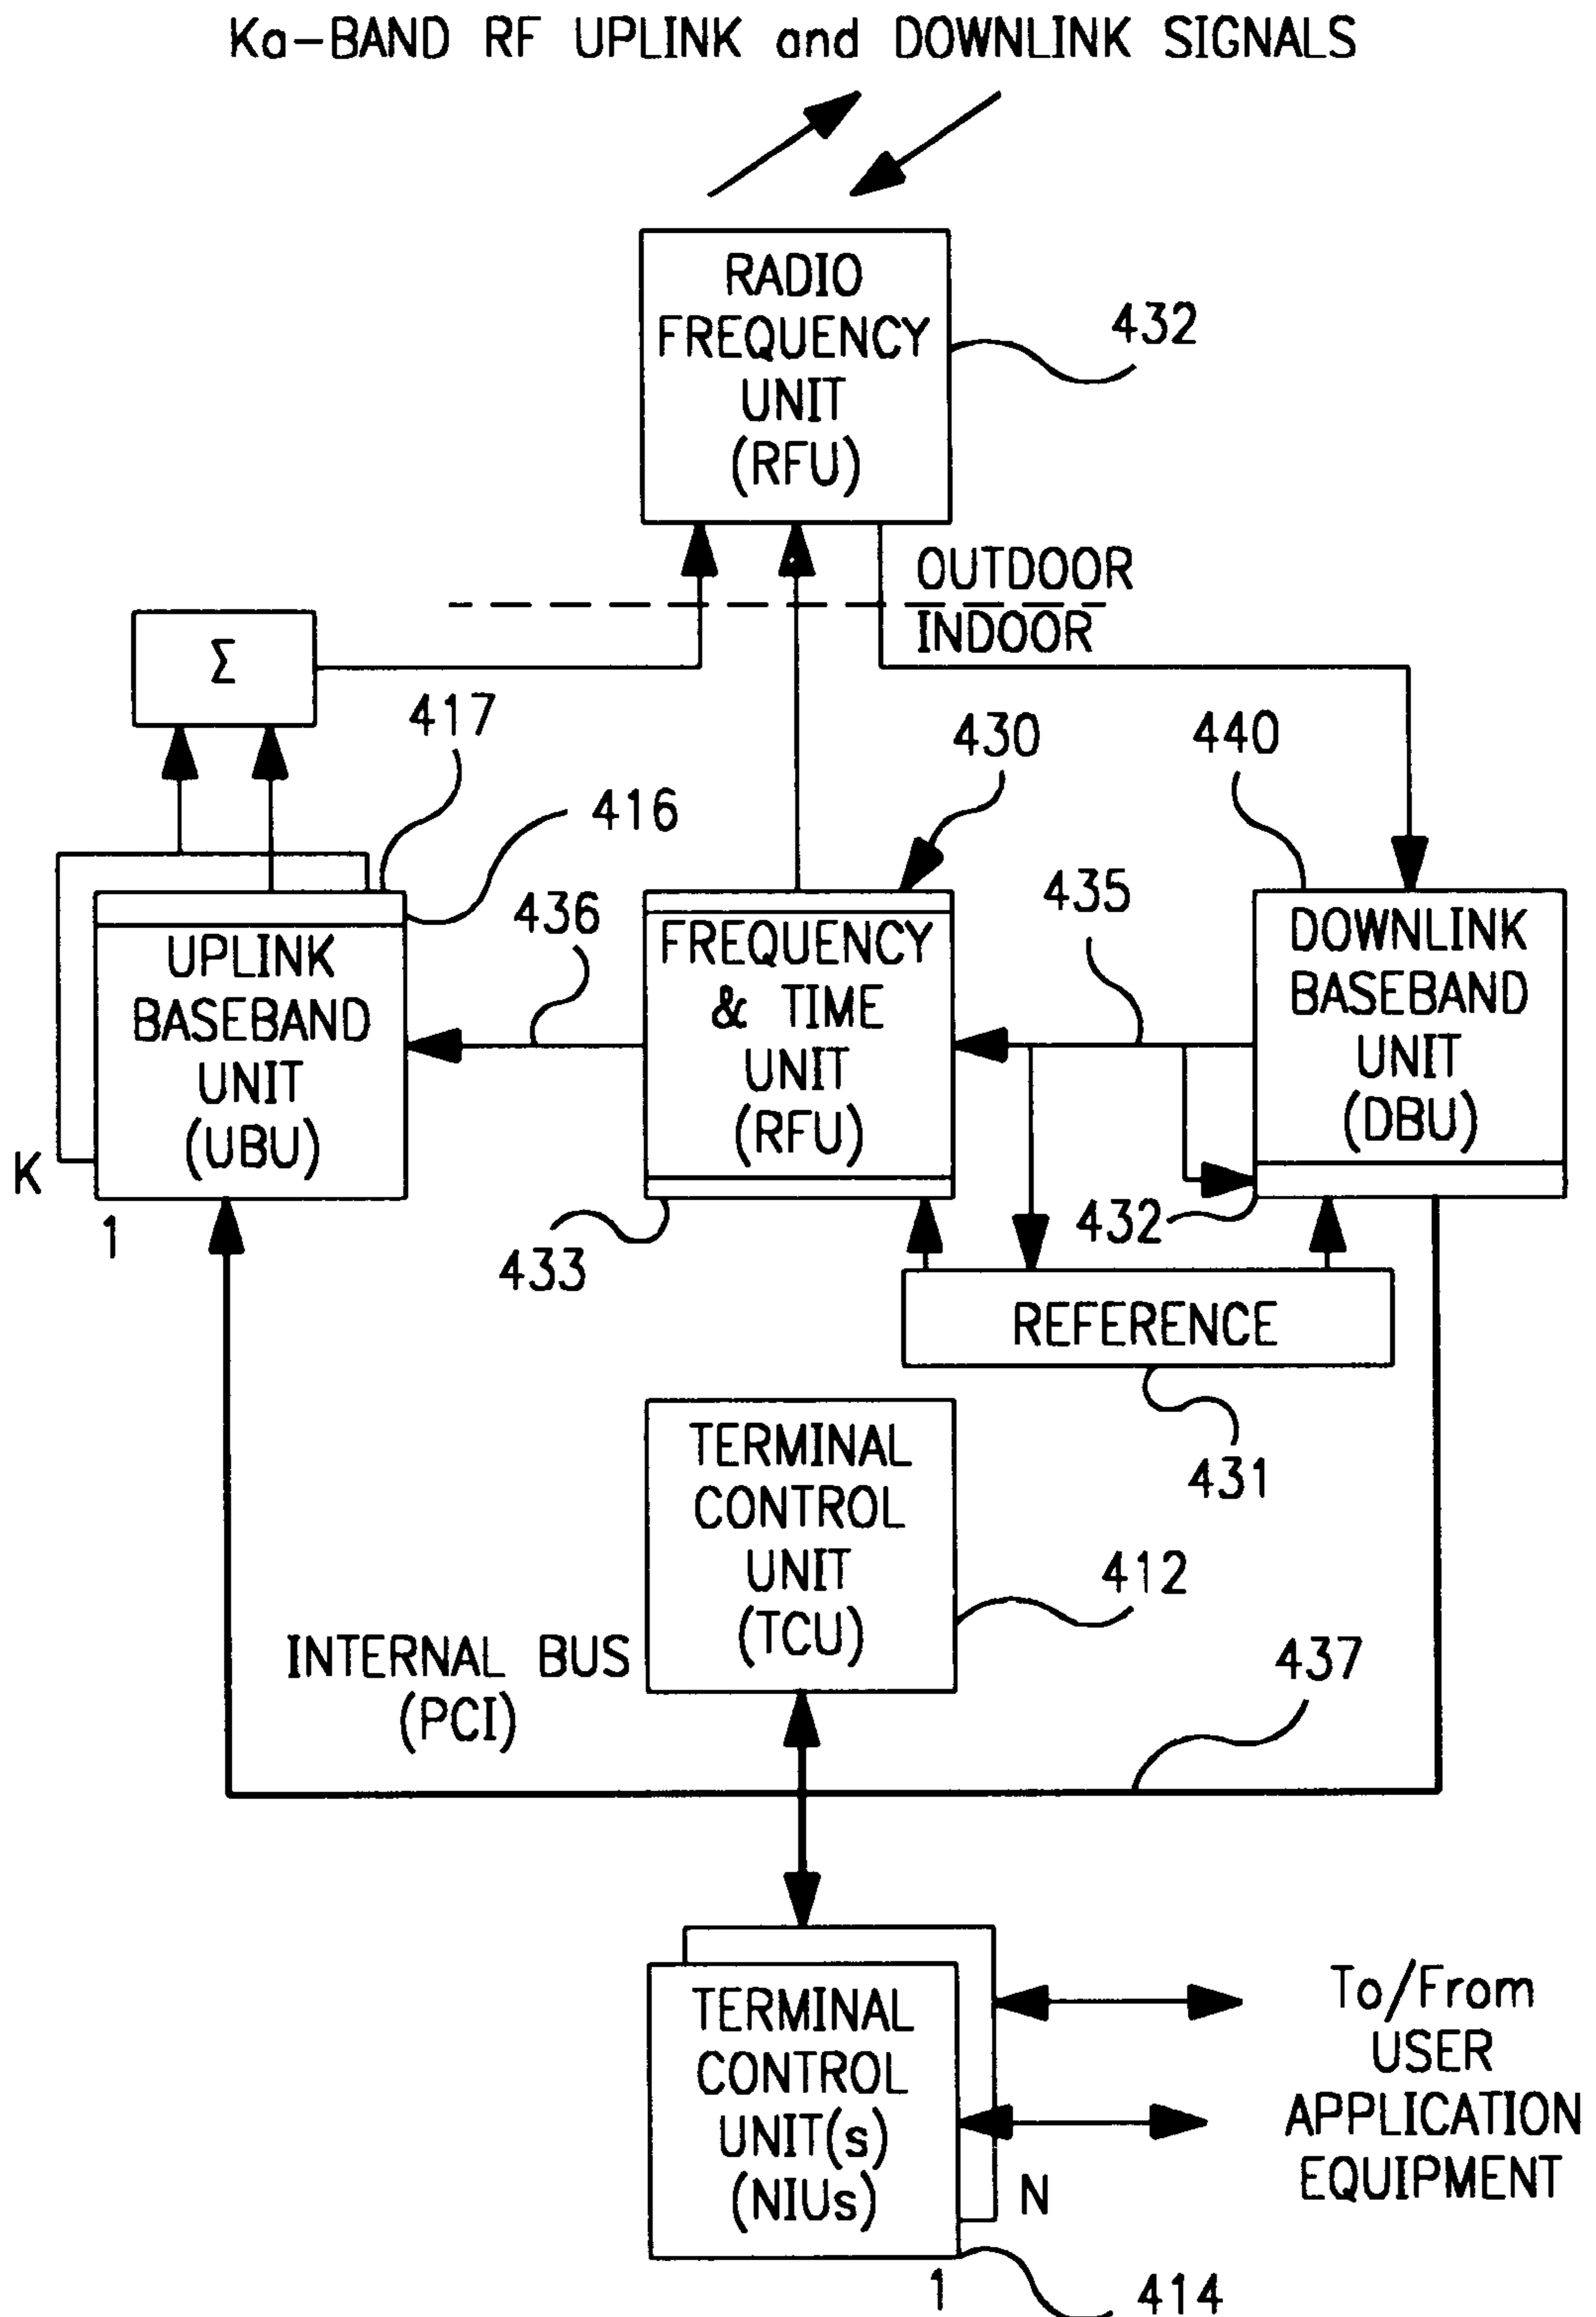 Ka-BAND RF UPLINK and DOWNLINK SIGNALS
RADIO
FREQUENCY
UNIT
(RFU)
432
OUTDOOR
INDOOR
Σ
417
430
440
416
436
435
UPLINK
BASEBAND
UNIT
(UBU)
K
1
FREQUENCY
& TIME
UNIT
(RFU)
DOWNLINK
BASEBAND
UNIT
(DBU)
433
432
REFERENCE
431
TERMINAL
CONTROL
UNIT
(TCU)
412
INTERNAL BUS
(PCI)
437
TERMINAL
CONTROL
UNIT(s)
(NIUs)
N
1
414
To/From
USER
APPLICATION
EQUIPMENT